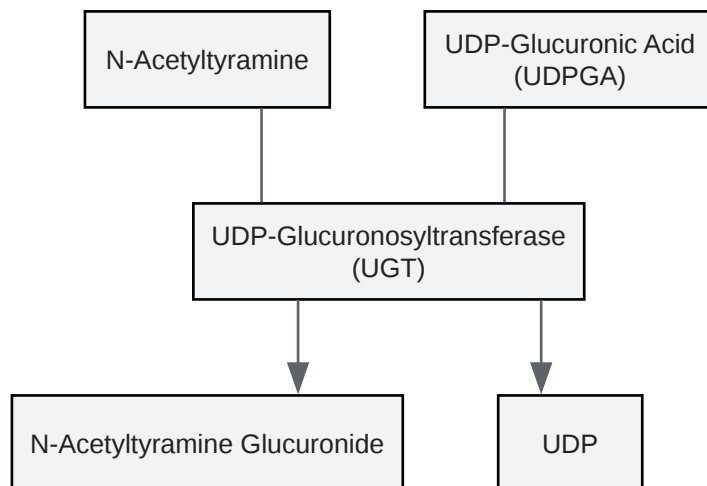 N-Acetyltyramine
UDP-Glucuronic Acid
(UDPGA)
UDP-Glucuronosyltransferase
(UGT)
N-Acetyltyramine Glucuronide
UDP